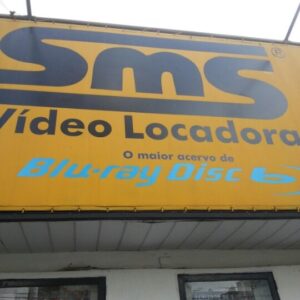 SMS ®
Vídeo Locadora
O maior acervo de
Blu-ray Disc